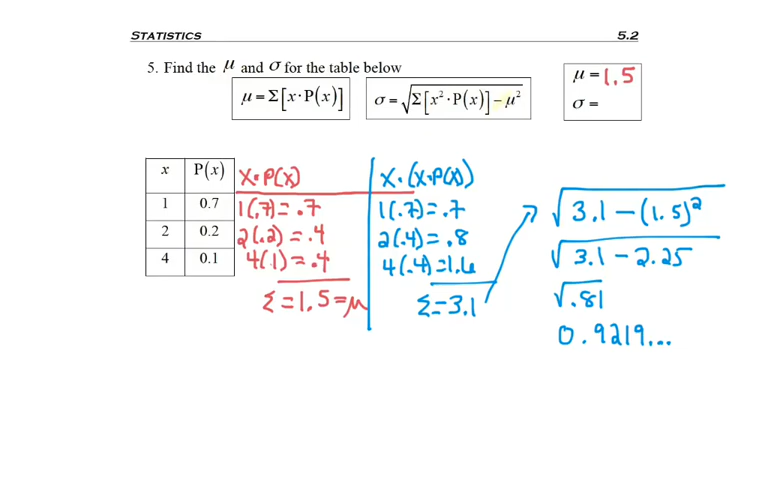 STATISTICS 5.2
5. Find the μ and σ for the table below
μ = Σ[x·P(x)]
σ = √Σ[x²·P(x)] − μ²
μ = 1.5
σ =
x P(x)
1 0.7
2 0.2
4 0.1
X·P(X)
1(.7) = .7
2(.2) = .4
4(.1) = .4
Σ = 1.5 = μ
X·(X·P(X))
1(.7) = .7
2(.4) = .8
4(.4) = 1.6
Σ = 3.1
√3.1 − (1.5)²
√3.1 − 2.25
√.81
0.9219...